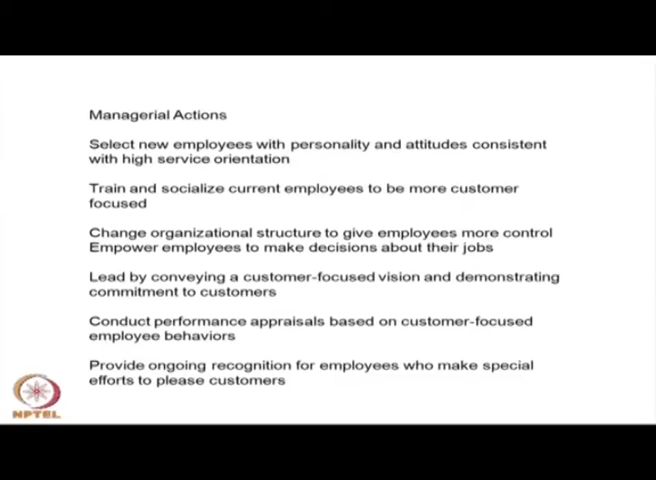 Managerial Actions
Select new employees with personality and attitudes consistent
with high service orientation
Train and socialize current employees to be more customer
focused
Change organizational structure to give employees more control
Empower employees to make decisions about their jobs
Lead by conveying a customer-focused vision and demonstrating
commitment to customers
Conduct performance appraisals based on customer-focused
employee behaviors
Provide ongoing recognition for employees who make special
efforts to please customers
NPTEL